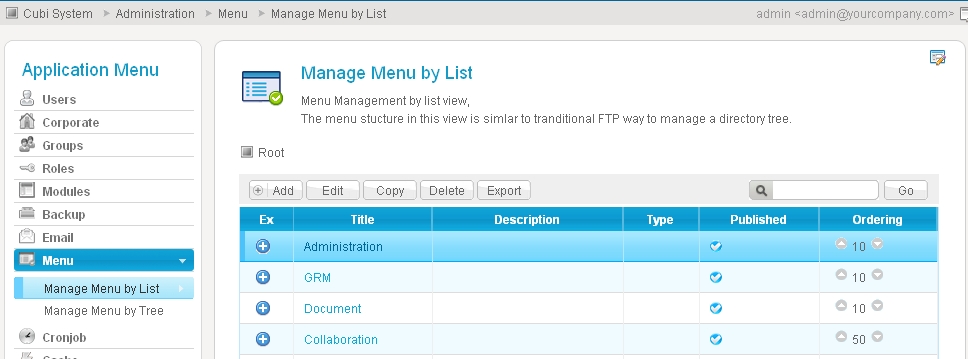 Cubi System Administration Menu Manage Menu by List admin <admin@yourcompany.com>
Application Menu
Users
Corporate
Groups
Roles
Modules
Backup
Email
Menu
Manage Menu by List
Manage Menu by Tree
Cronjob
Manage Menu by List
Menu Management by list view,
The menu stucture in this view is simlar to tranditional FTP way to manage a directory tree.
Root
Add Edit Copy Delete Export Go
Ex Title Description Type Published Ordering
Administration 10
GRM 10
Document 10
Collaboration 50